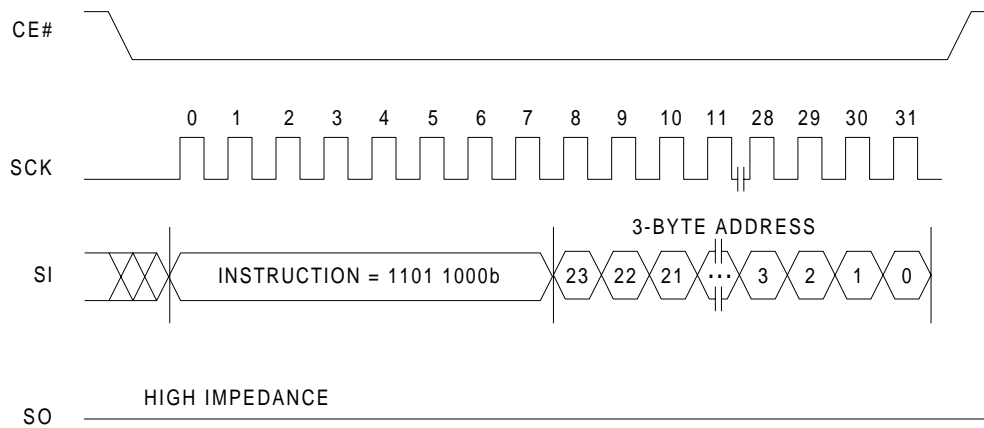 CE#
0 1 2 3 4 5 6 7 8 9 10 11 28 29 30 31
SCK
3-BYTE ADDRESS
SI INSTRUCTION = 1101 1000b 23 22 21 ... 3 2 1 0
HIGH IMPEDANCE
SO